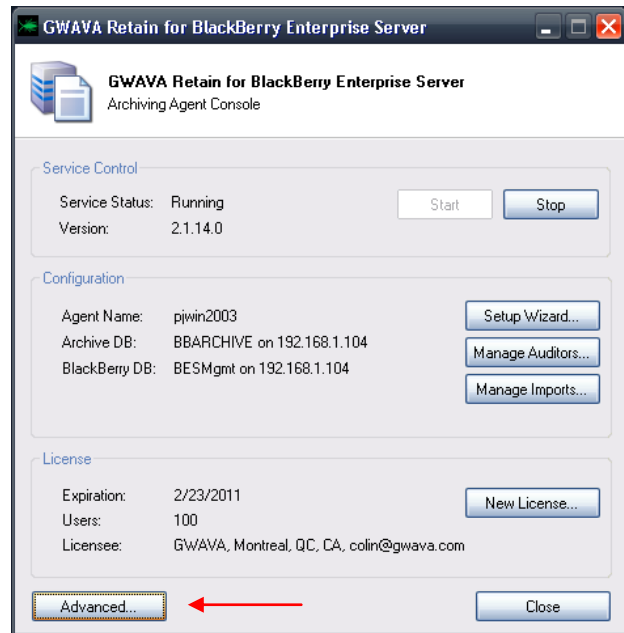 GWAVA Retain for BlackBerry Enterprise Server
GWAVA Retain for BlackBerry Enterprise Server
Archiving Agent Console
Service Control
Service Status: Running
Start
Stop
Version: 2.1.14.0
Configuration
Agent Name: pjwin2003
Setup Wizard...
Archive DB: BBARCHIVE on 192.168.1.104
Manage Auditors...
BlackBerry DB: BESMgmt on 192.168.1.104
Manage Imports...
License
Expiration: 2/23/2011
New License...
Users: 100
Licensee: GWAVA, Montreal, QC, CA, colin@gwava.com
Advanced...
Close